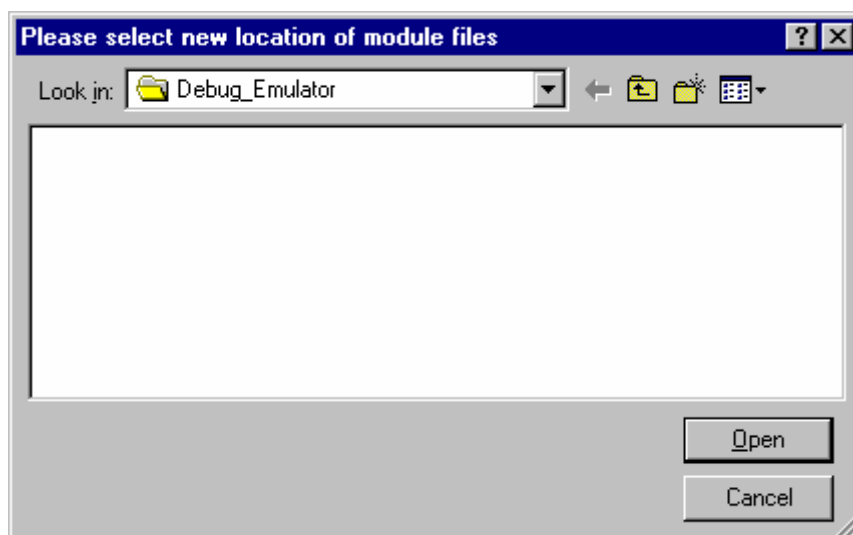 Please select new location of module files
Look in: Debug_Emulator
Open
Cancel